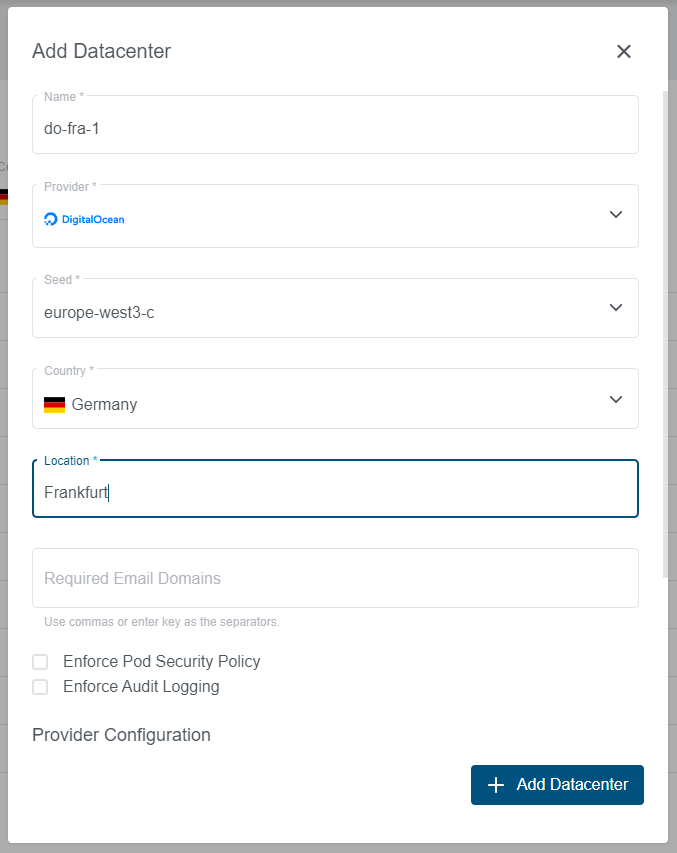 Add Datacenter
Name *
do-fra-1
Provider *
DigitalOcean
Seed *
europe-west3-c
Country *
Germany
Location *
Frankfurt
Required Email Domains
Use commas or enter key as the separators.
Enforce Pod Security Policy
Enforce Audit Logging
Provider Configuration
Add Datacenter